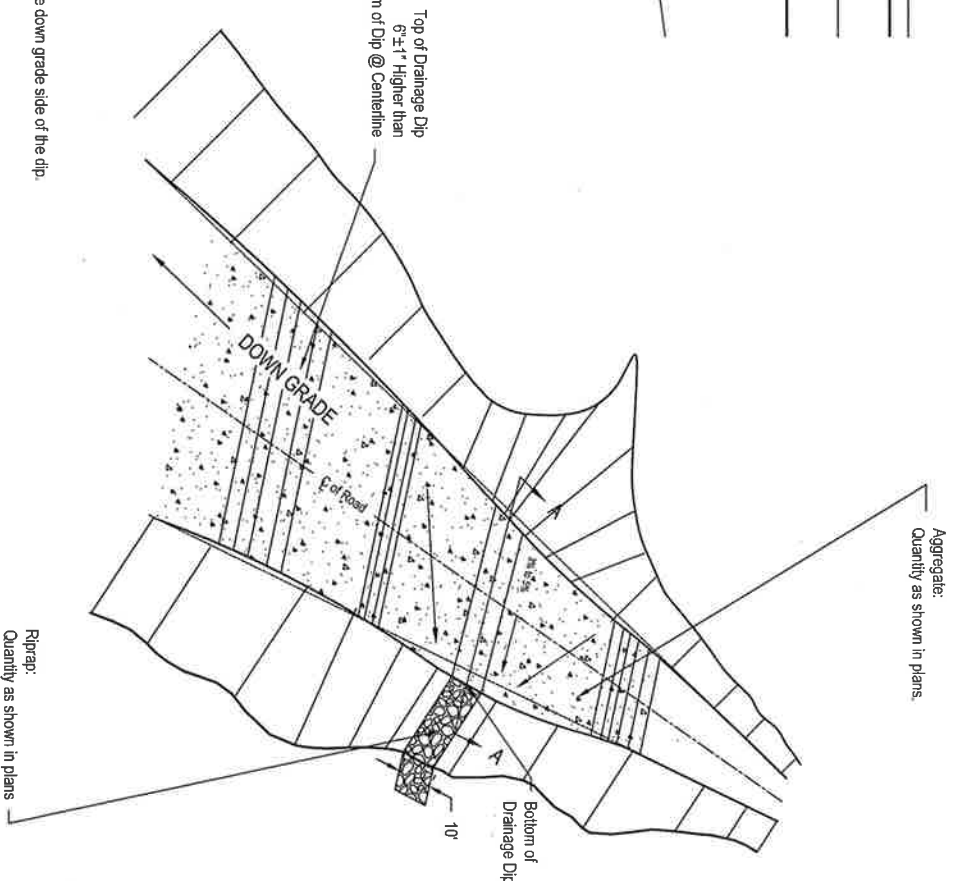 Aggregate:
Quantity as shown in plans.
Top of Drainage Dip
6"±1" Higher than
of Dip @ Centerline
down grade side of the dip.
DOWN GRADE
℄ of Road
A
A
Bottom of
Drainage Dip
10'
Riprap:
Quantity as shown in plans